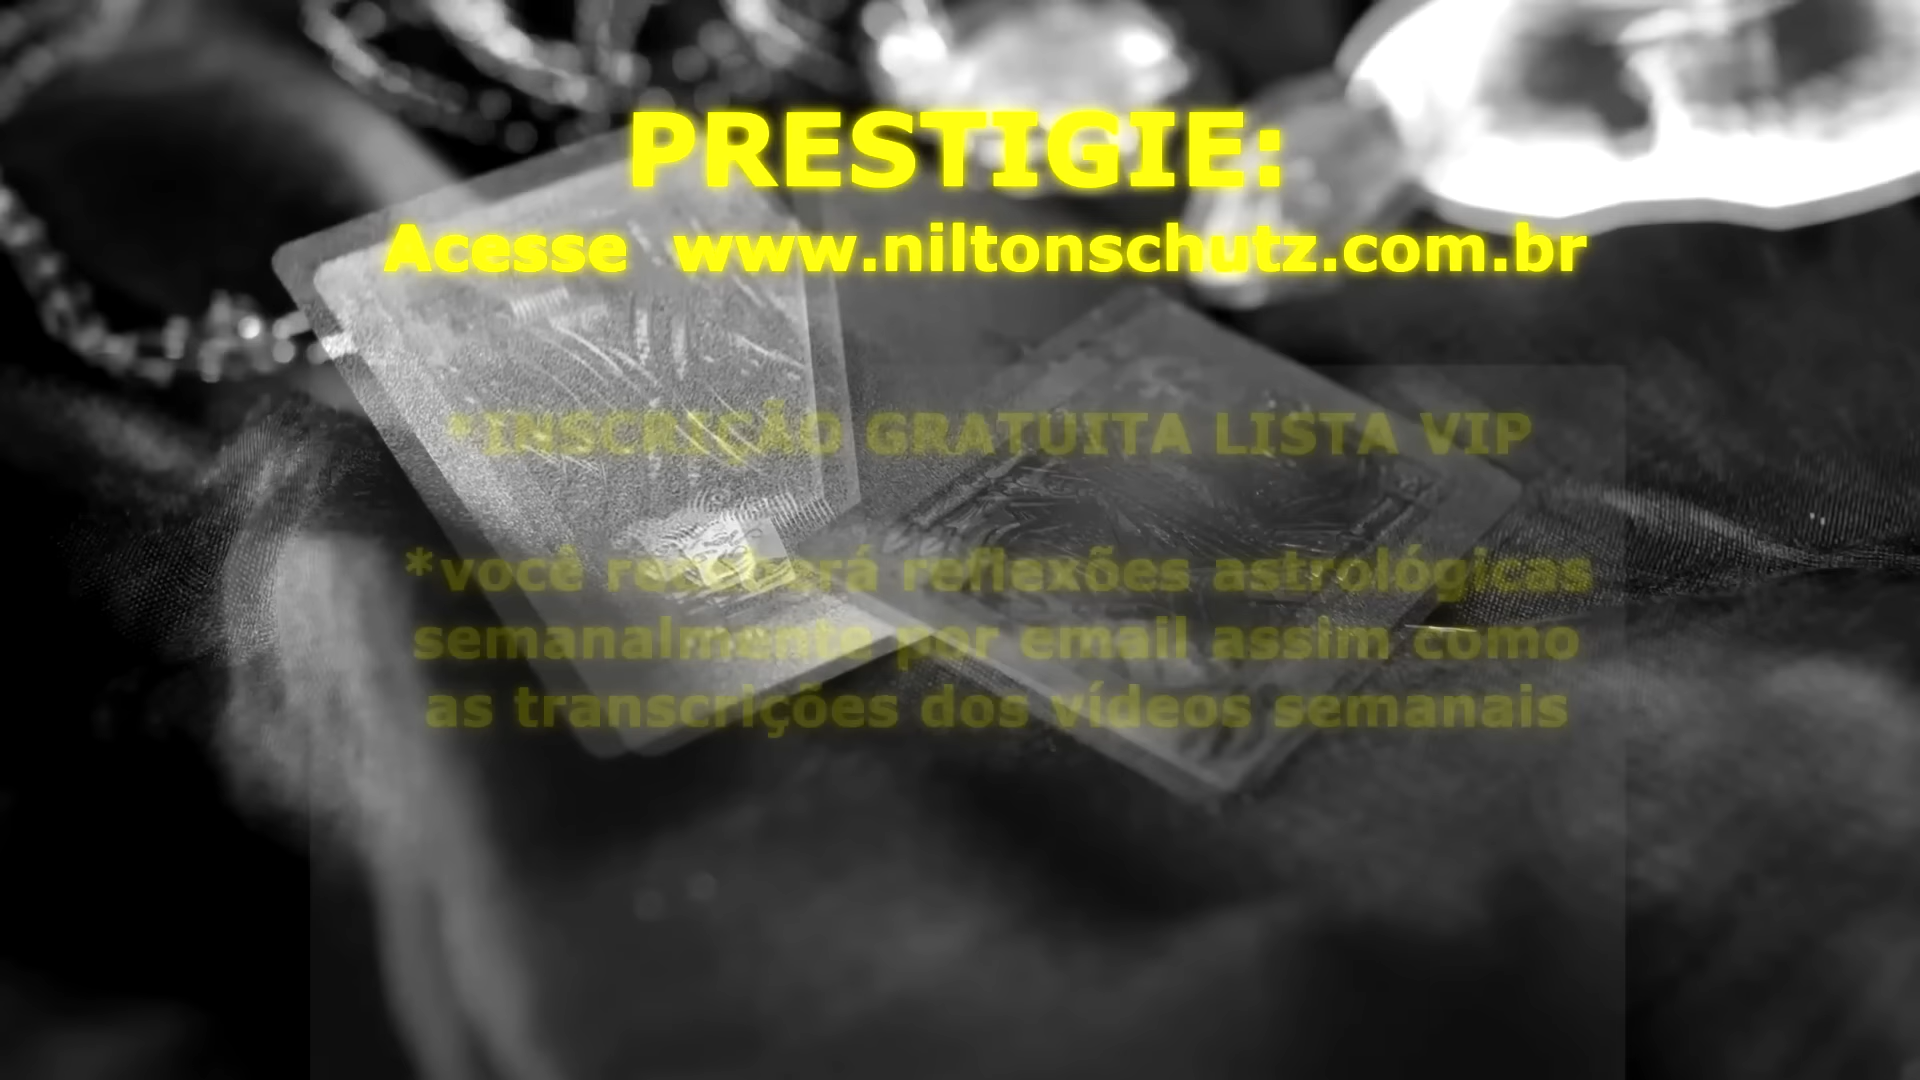 PRESTIGIE:
Acesse www.niltonschutz.com.br
*INSCRIÇÃO GRATUITA LISTA VIP
*você receberá reflexões astrológicas
semanalmente por email assim como
as transcrições dos vídeos semanais